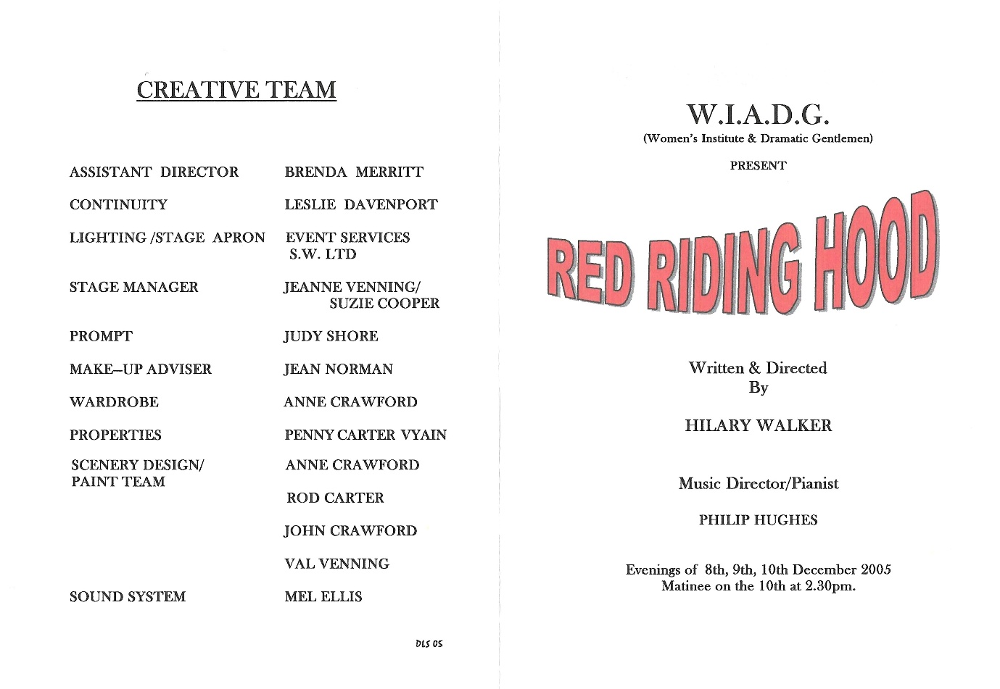 CREATIVE TEAM
ASSISTANT DIRECTOR BRENDA MERRITT
CONTINUITY LESLIE DAVENPORT
LIGHTING /STAGE APRON EVENT SERVICES
S.W. LTD
STAGE MANAGER JEANNE VENNING/
SUZIE COOPER
PROMPT JUDY SHORE
MAKE–UP ADVISER JEAN NORMAN
WARDROBE ANNE CRAWFORD
PROPERTIES PENNY CARTER VYAIN
SCENERY DESIGN/ ANNE CRAWFORD
PAINT TEAM
ROD CARTER
JOHN CRAWFORD
VAL VENNING
SOUND SYSTEM MEL ELLIS
DLS 05
W.I.A.D.G.
(Women's Institute & Dramatic Gentlemen)
PRESENT
RED RIDING HOOD
Written & Directed
By
HILARY WALKER
Music Director/Pianist
PHILIP HUGHES
Evenings of 8th, 9th, 10th December 2005
Matinee on the 10th at 2.30pm.